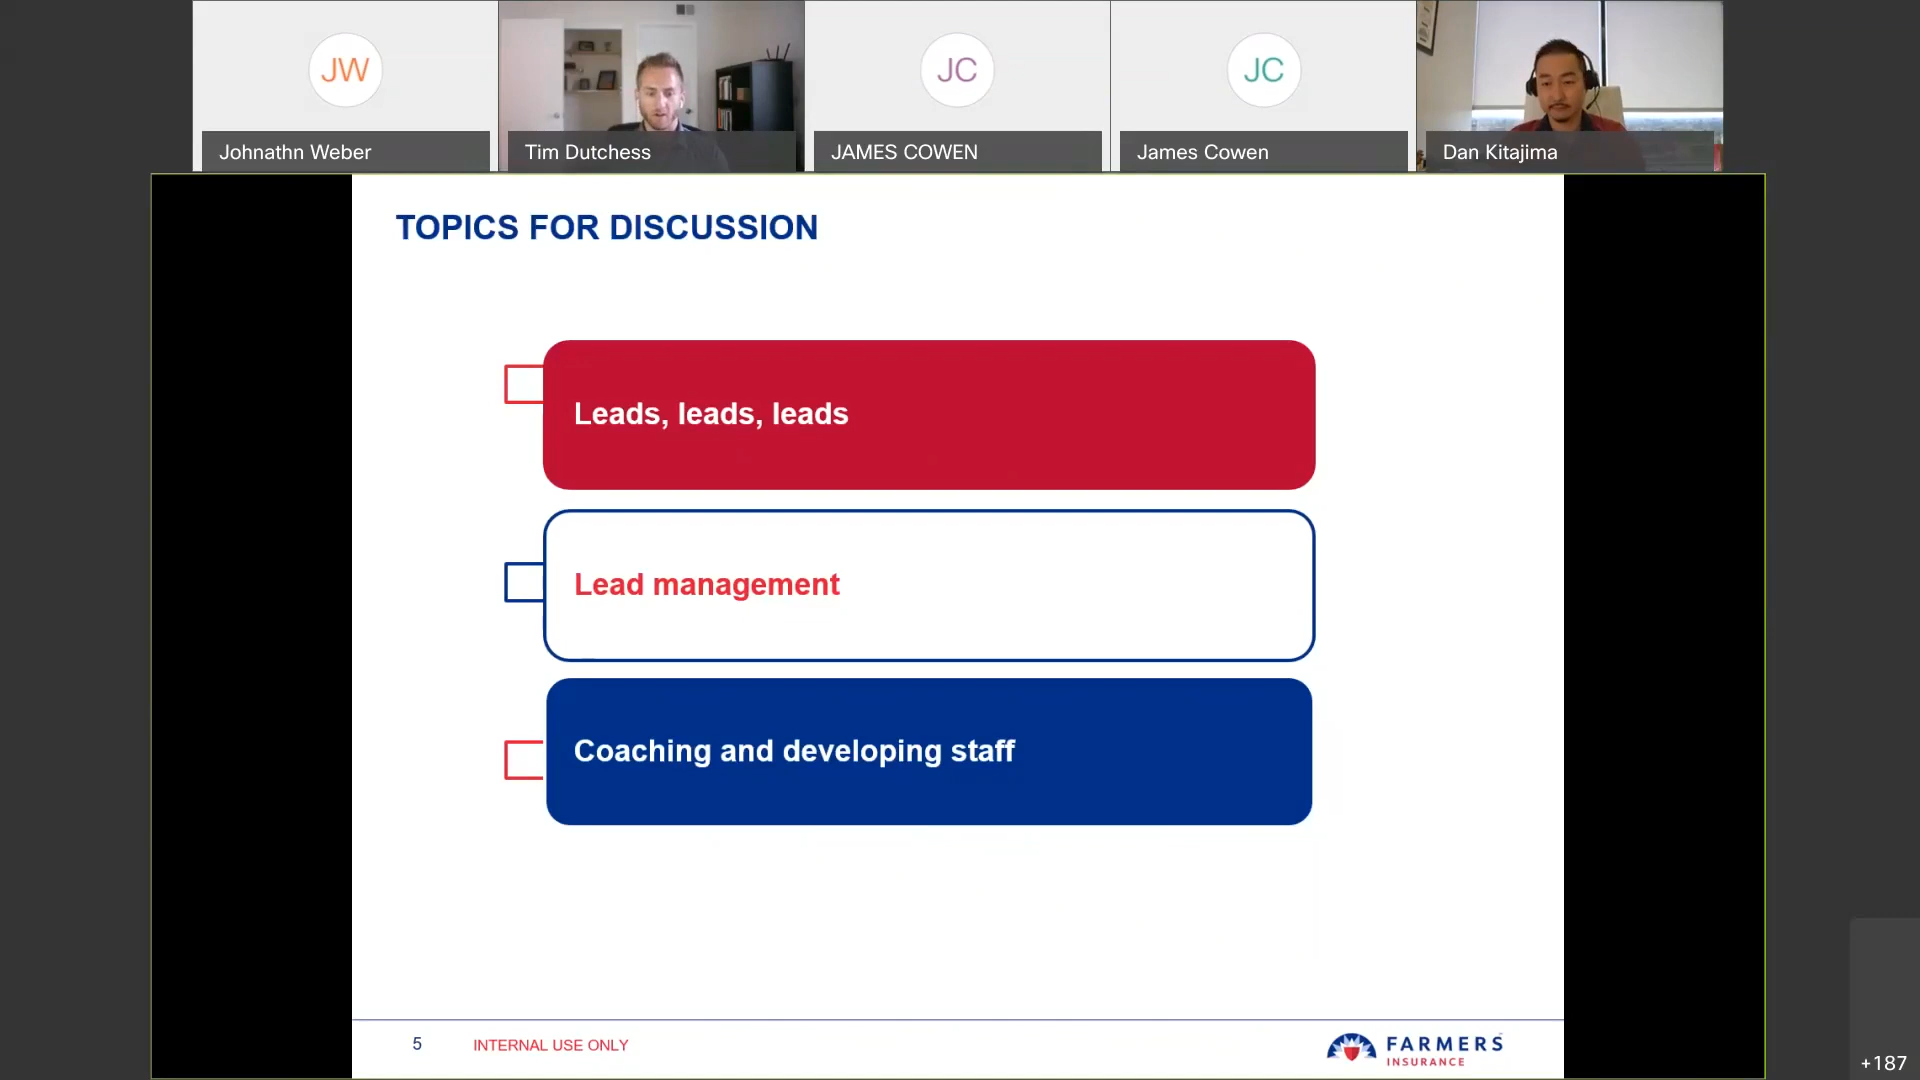 JW
JC
JC
Johnathn Weber
Tim Dutchess
JAMES COWEN
James Cowen
Dan Kitajima
TOPICS FOR DISCUSSION
Leads, leads, leads
Lead management
Coaching and developing staff
5
INTERNAL USE ONLY
FARMERS
INSURANCE
+187